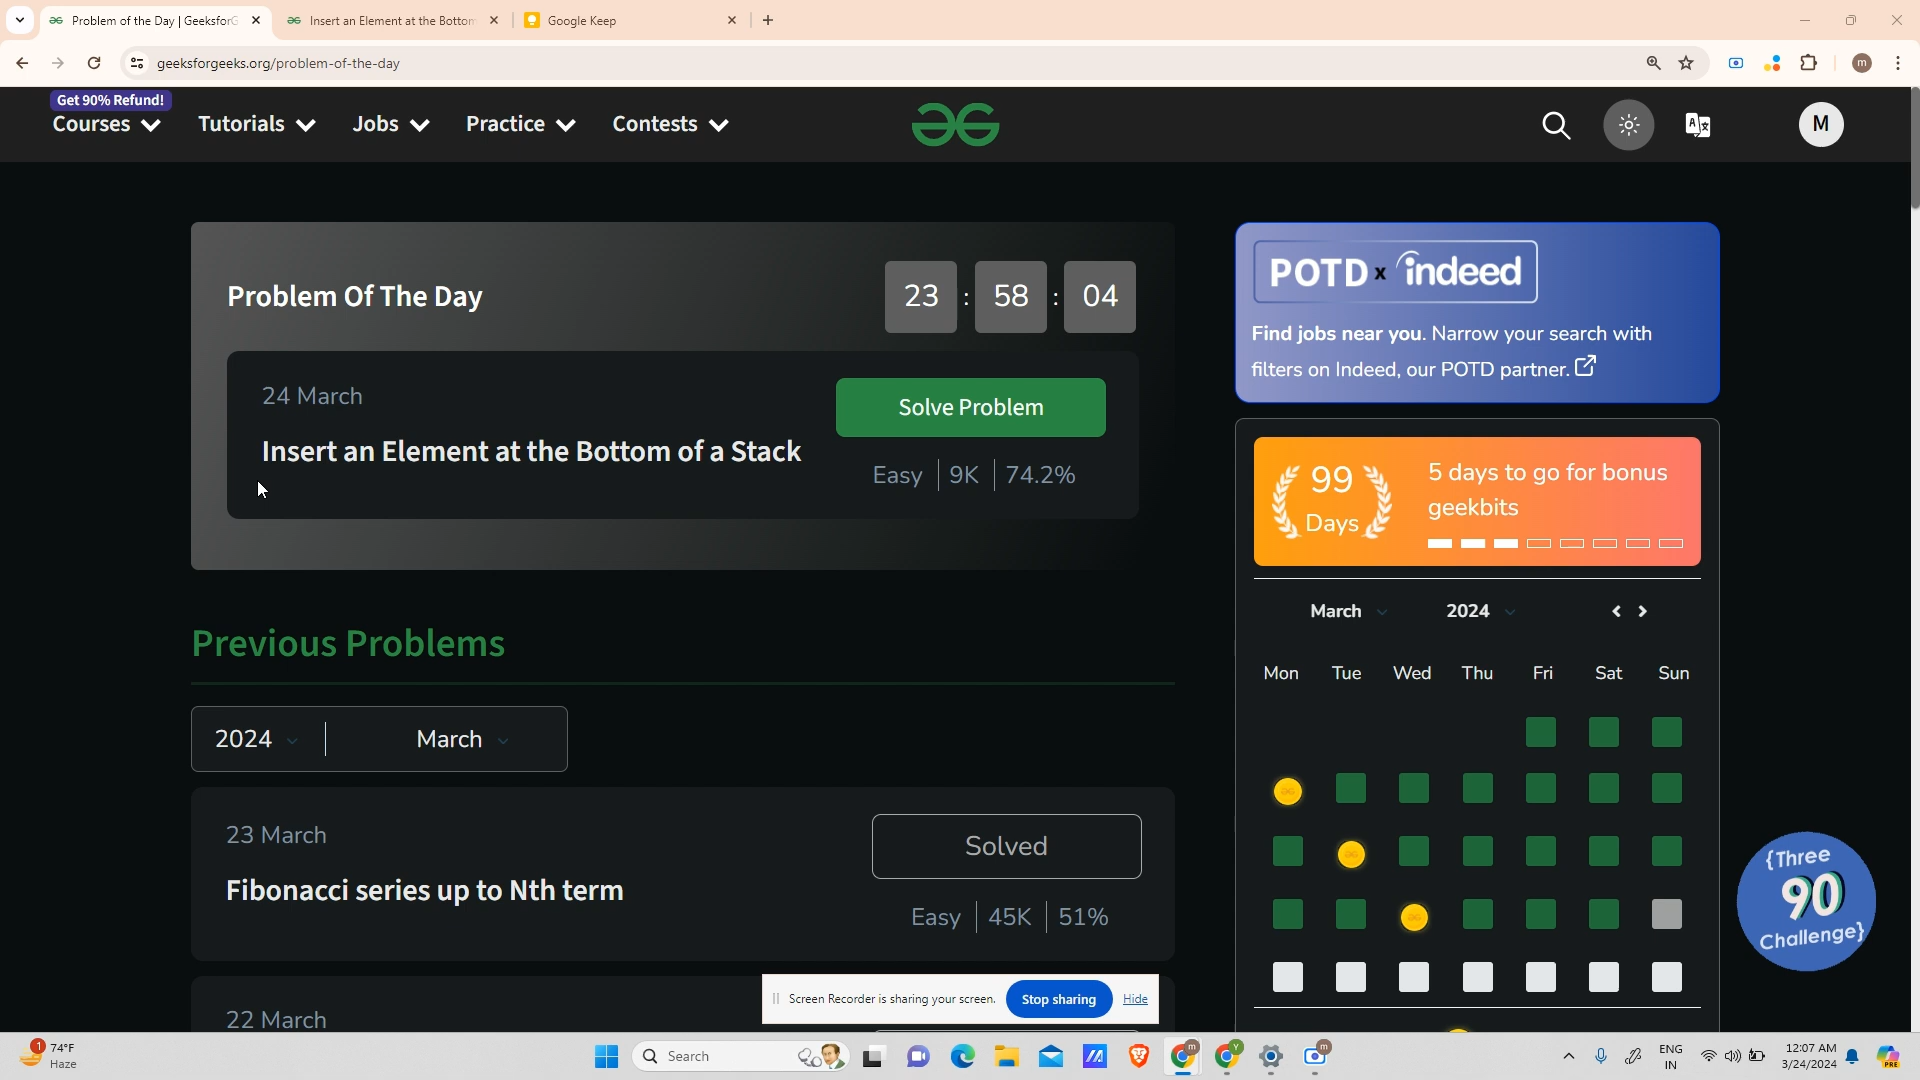 Problem of the Day | GeeksforG
Insert an Element at the Bottom
Google Keep
geeksforgeeks.org/problem-of-the-day
m
Get 90% Refund!
Courses
Tutorials
Jobs
Practice
Contests
M
Problem Of The Day
23 : 58 : 04
24 March
Solve Problem
Insert an Element at the Bottom of a Stack
Easy | 9K | 74.2%
POTD x indeed
Find jobs near you. Narrow your search with
filters on Indeed, our POTD partner.
99
Days
5 days to go for bonus
geekbits
March 2024
Mon Tue Wed Thu Fri Sat Sun
Previous Problems
2024 | March
23 March
Solved
Fibonacci series up to Nth term
Easy | 45K | 51%
22 March
{Three
90
Challenge}
Screen Recorder is sharing your screen.
Stop sharing
Hide
1
74°F
Haze
Search
m
Y
m
ENG
IN
12:07 AM
3/24/2024
PRE